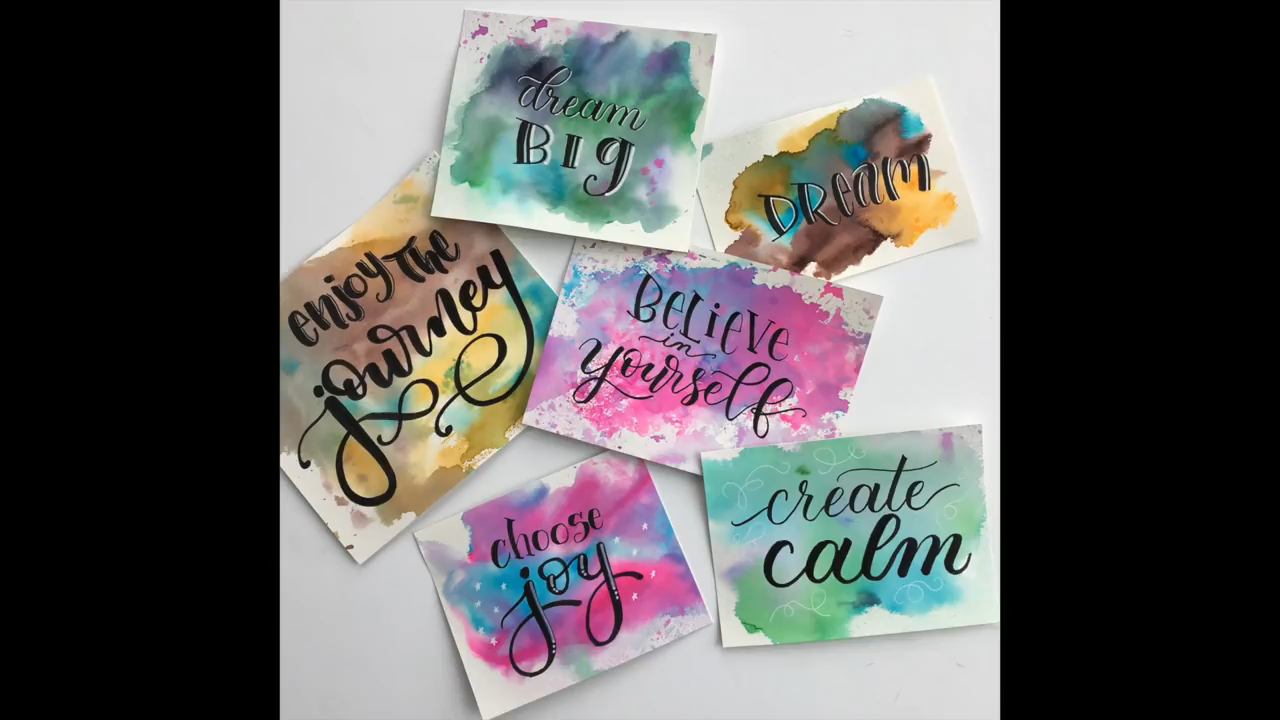 dream
BIG
DReam
enjoy the
journey
BeLieVe
in
yourself
choose
joy
create
calm